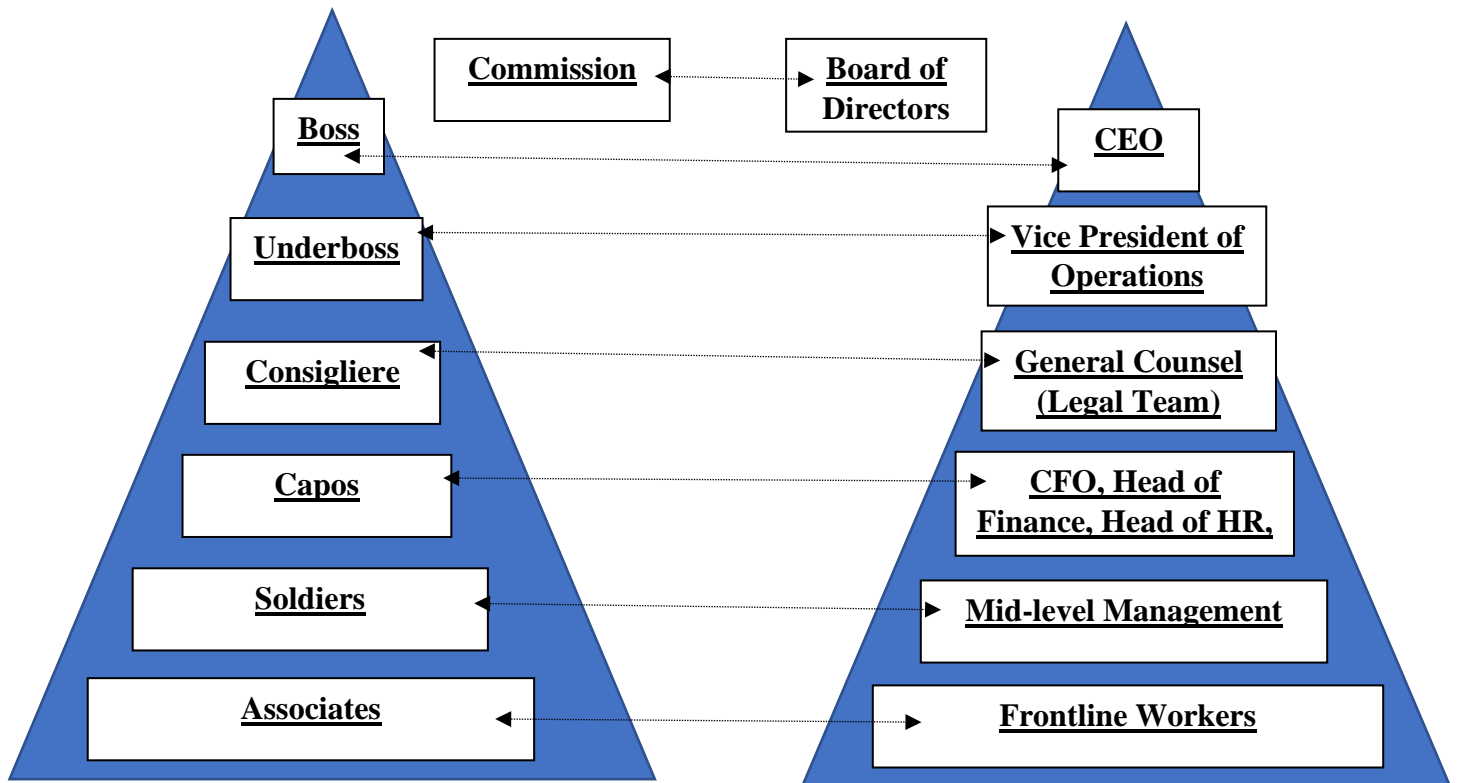 Commission
Board of
Directors
Boss
CEO
Underboss
Vice President of
Operations
Consigliere
General Counsel
(Legal Team)
Capos
CFO, Head of
Finance, Head of HR,
Soldiers
Mid-level Management
Associates
Frontline Workers